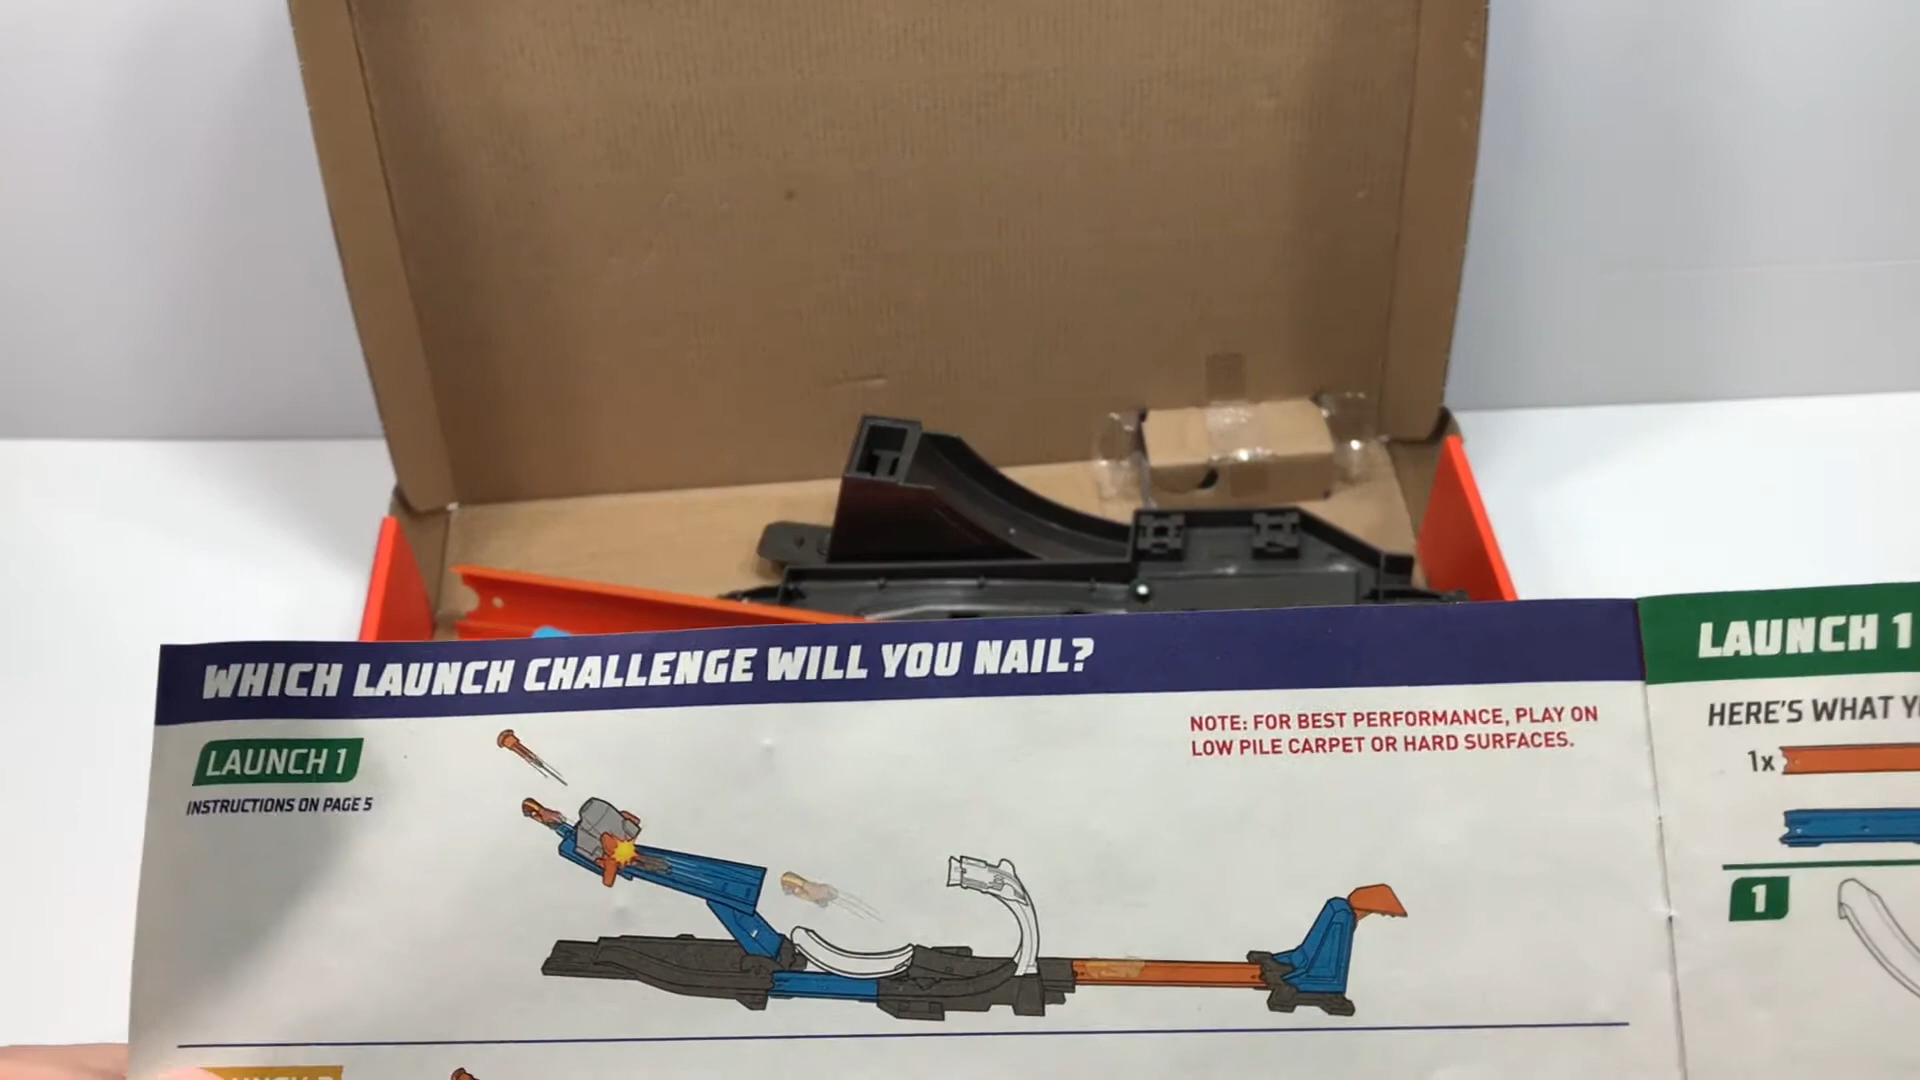 WHICH LAUNCH CHALLENGE WILL YOU NAIL?
LAUNCH 1
INSTRUCTIONS ON PAGE 5
NOTE: FOR BEST PERFORMANCE, PLAY ON
LOW PILE CARPET OR HARD SURFACES.
LAUNCH 1
HERE'S WHAT
1x
1